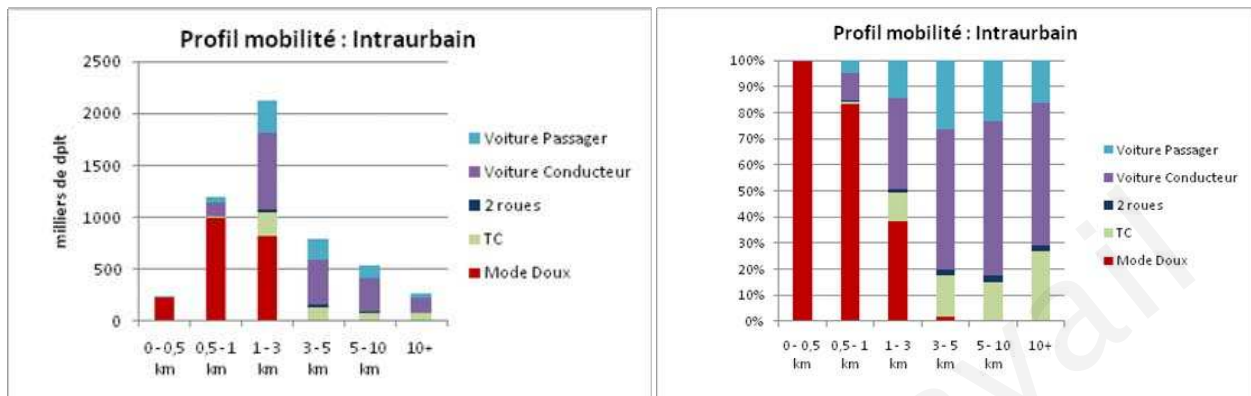 Profil mobilité : Intraurbain
milliers de dplt
2500
2000
1500
1000
500
0
0 - 0,5 km
0,5 - 1 km
1 - 3 km
3 - 5 km
5 - 10 km
10+
Voiture Passager
Voiture Conducteur
2 roues
TC
Mode Doux
Profil mobilité : Intraurbain
100%
90%
80%
70%
60%
50%
40%
30%
20%
10%
0%
0 - 0,5 km
0,5 - 1 km
1 - 3 km
3 - 5 km
5 - 10 km
10+
Voiture Passager
Voiture Conducteur
2 roues
TC
Mode Doux